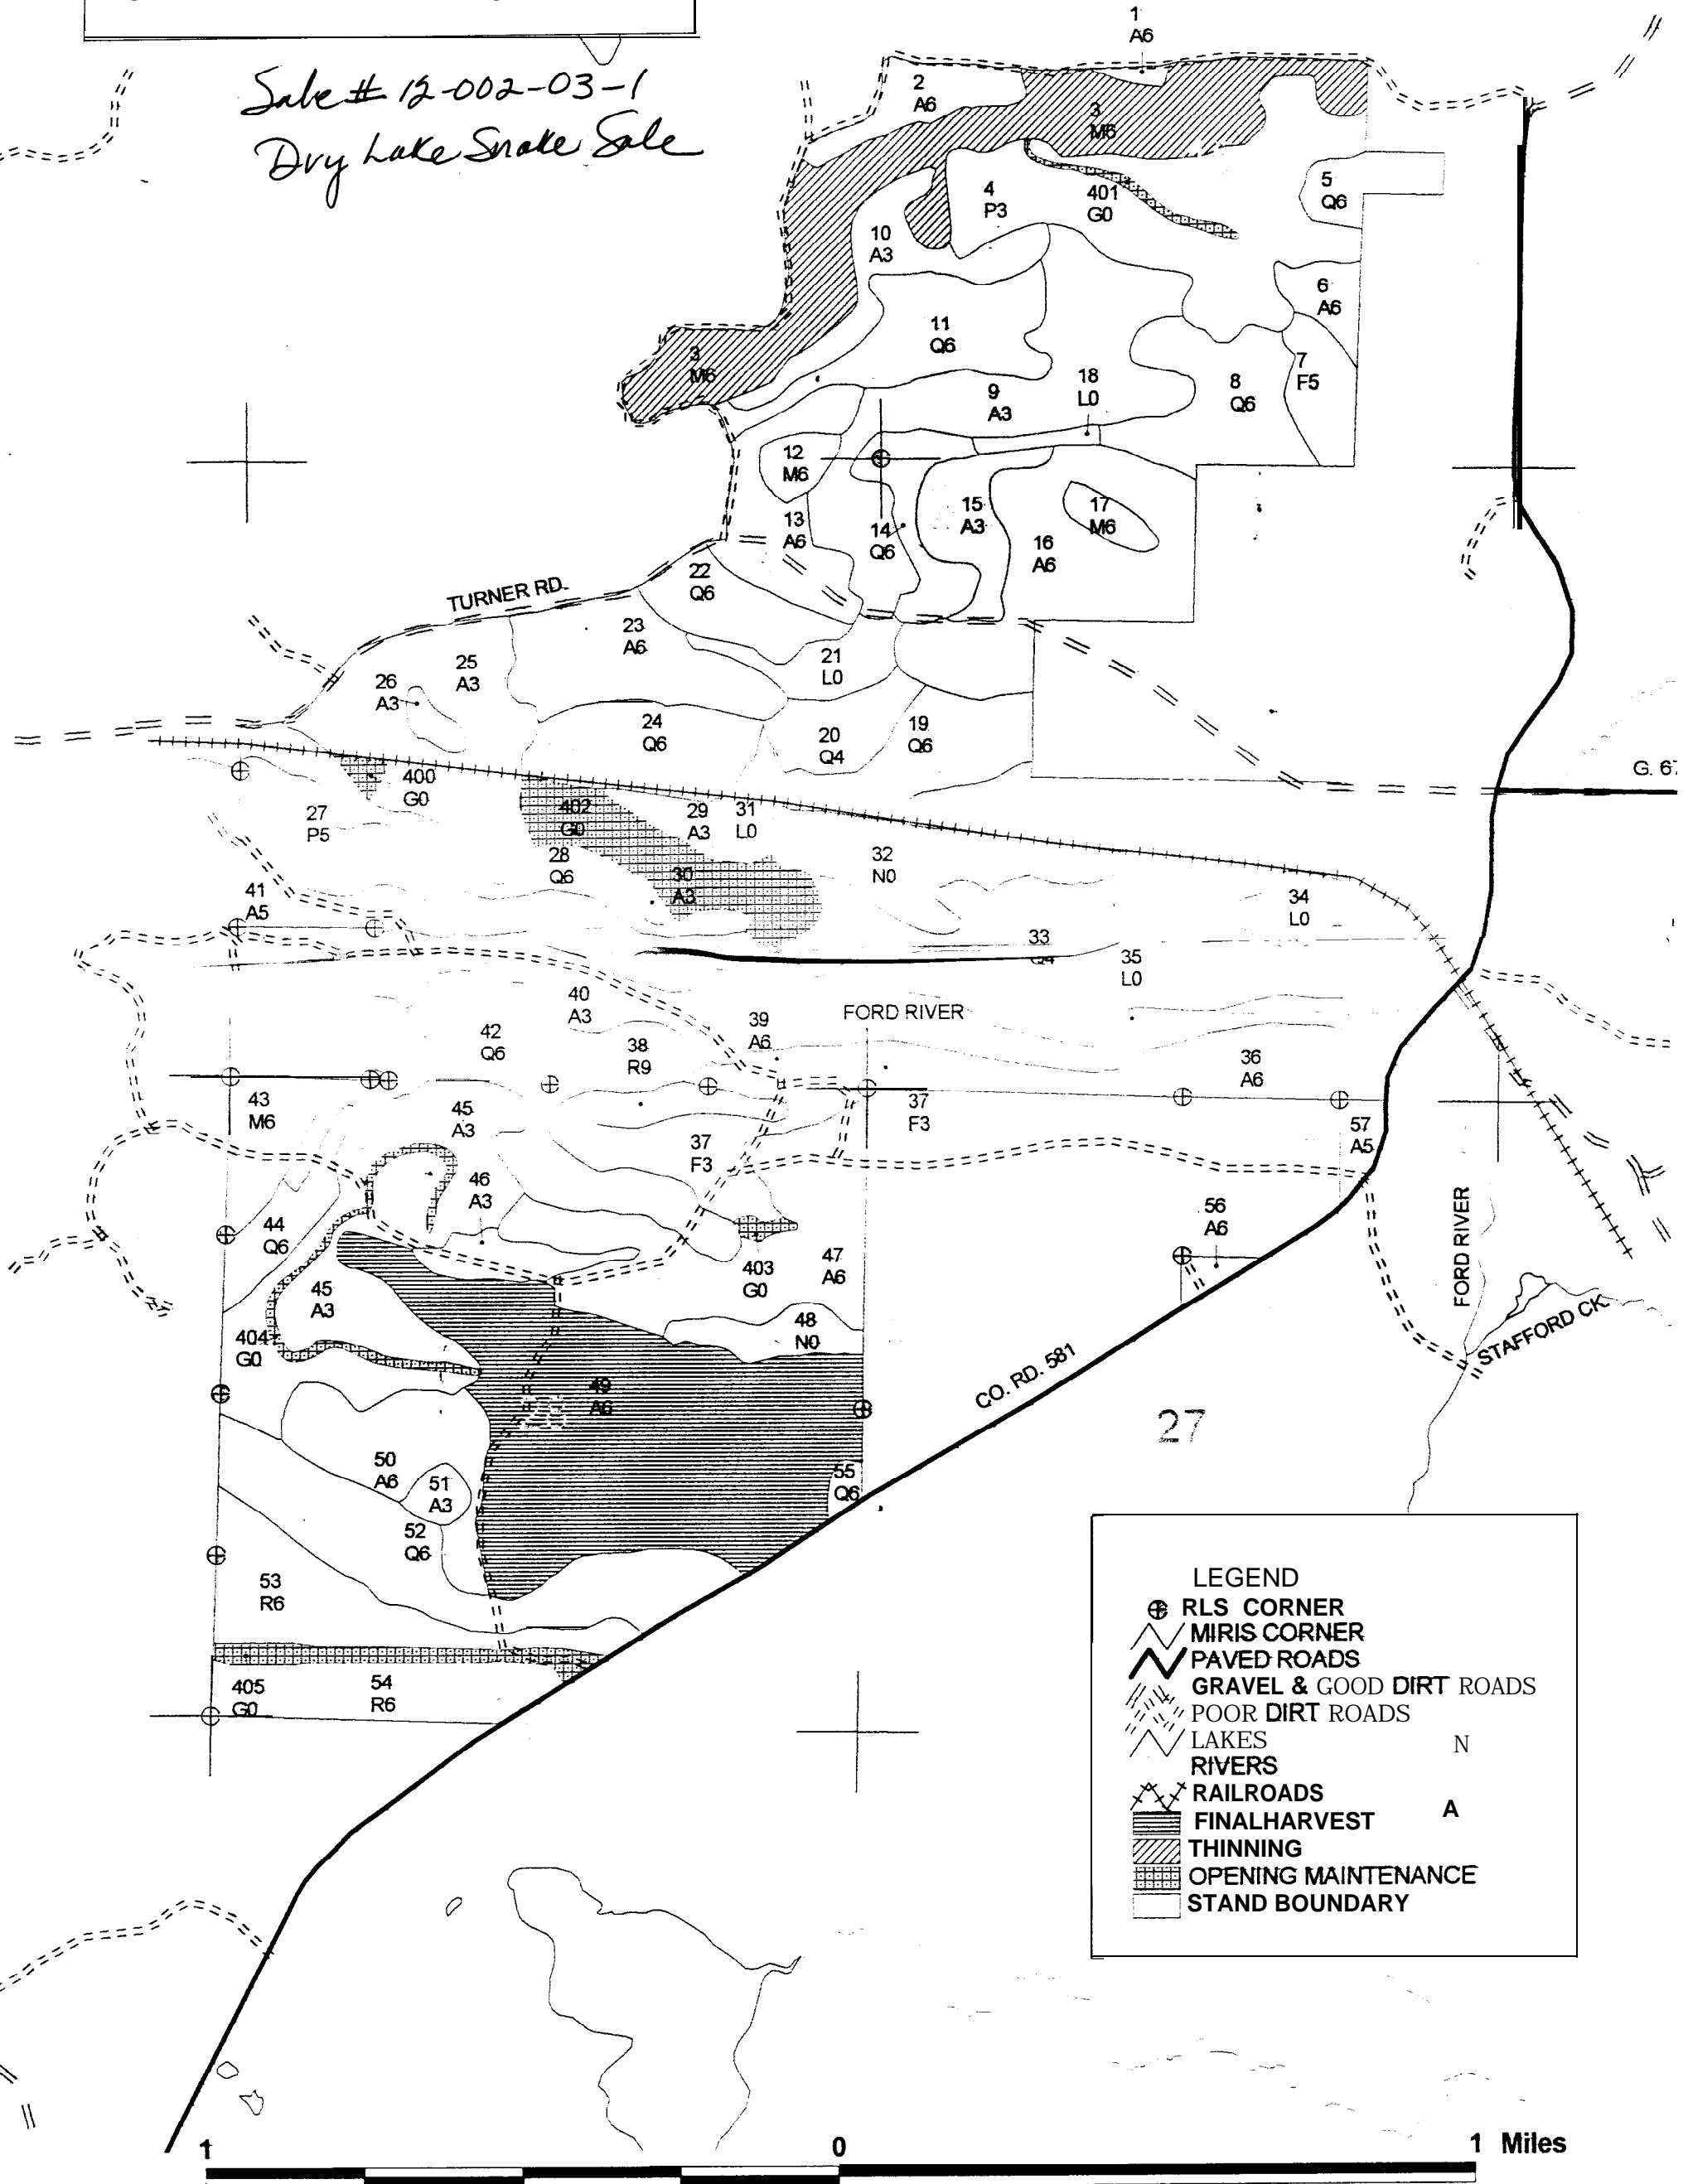 Sale # 12-002-03-1
Dry Lake Snake Sale
1
A6
2
A6
3
M6
4
P3
401
G0
5
Q6
10
A3
6
A6
11
Q6
3
M6
7
F5
18
L0
8
Q6
9
A3
12
M6
15
A3
17
M6
13
A6
14
Q6
16
A6
22
Q6
TURNER RD.
23
A6
21
L0
25
A3
26
A3
24
Q6
20
Q4
19
Q6
400
G0
G. 67
27
P5
402
G0
29
A3
31
L0
28
Q6
30
A3
32
N0
41
A5
34
L0
33
Q4
35
L0
40
A3
FORD RIVER
39
A6
42
Q6
38
R9
36
A6
43
M6
45
A3
37
F3
37
F3
57
A5
46
A3
44
Q6
56
A6
FORD RIVER
403
G0
47
A6
45
A3
48
N0
404
G0
STAFFORD CK.
CO. RD. 581
49
A6
28
27
50
A6
51
A3
55
Q6
52
Q6
53
R6
405
G0
54
R6
LEGEND
RLS CORNER
MIRIS CORNER
PAVED ROADS
GRAVEL & GOOD DIRT ROADS
POOR DIRT ROADS
LAKES
N
RIVERS
RAILROADS
A
FINALHARVEST
THINNING
OPENING MAINTENANCE
STAND BOUNDARY
1 0 1 Miles